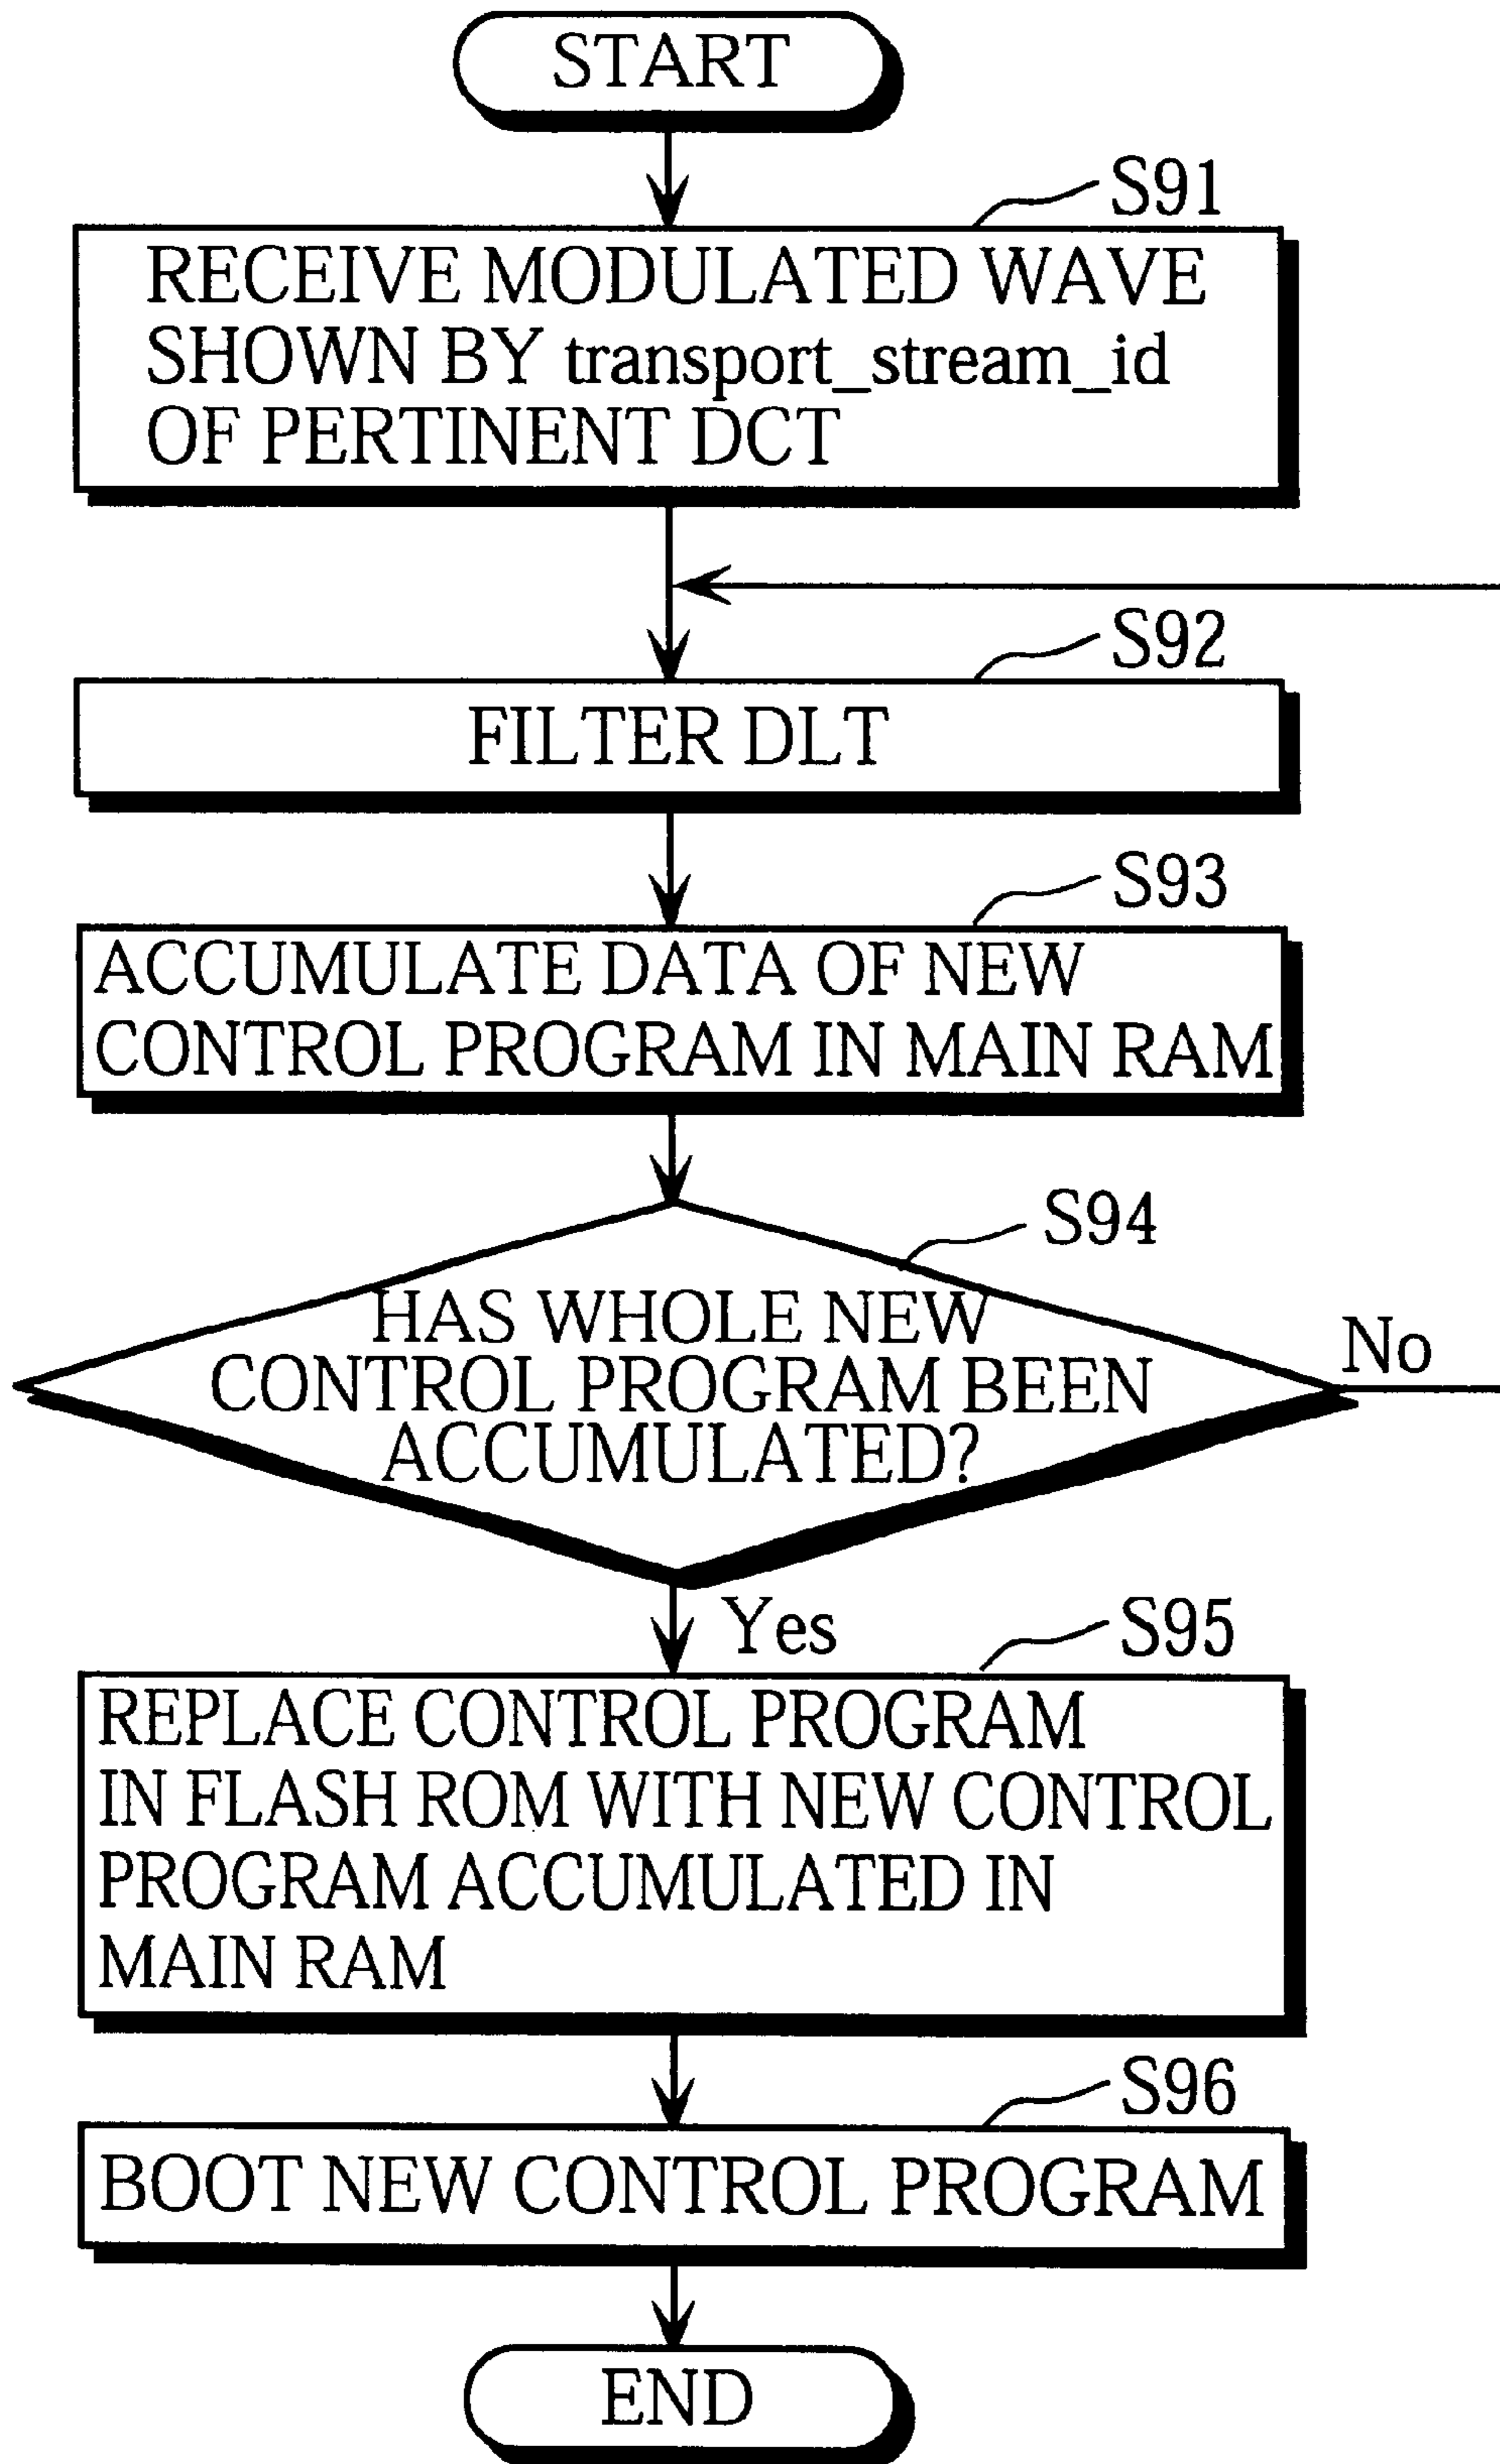 START
S91
RECEIVE MODULATED WAVE
SHOWN BY transport_stream_id
OF PERTINENT DCT
S92
FILTER DLT
S93
ACCUMULATE DATA OF NEW
CONTROL PROGRAM IN MAIN RAM
S94
HAS WHOLE NEW
CONTROL PROGRAM BEEN
ACCUMULATED?
No
Yes
S95
REPLACE CONTROL PROGRAM
IN FLASH ROM WITH NEW CONTROL
PROGRAM ACCUMULATED IN
MAIN RAM
S96
BOOT NEW CONTROL PROGRAM
END